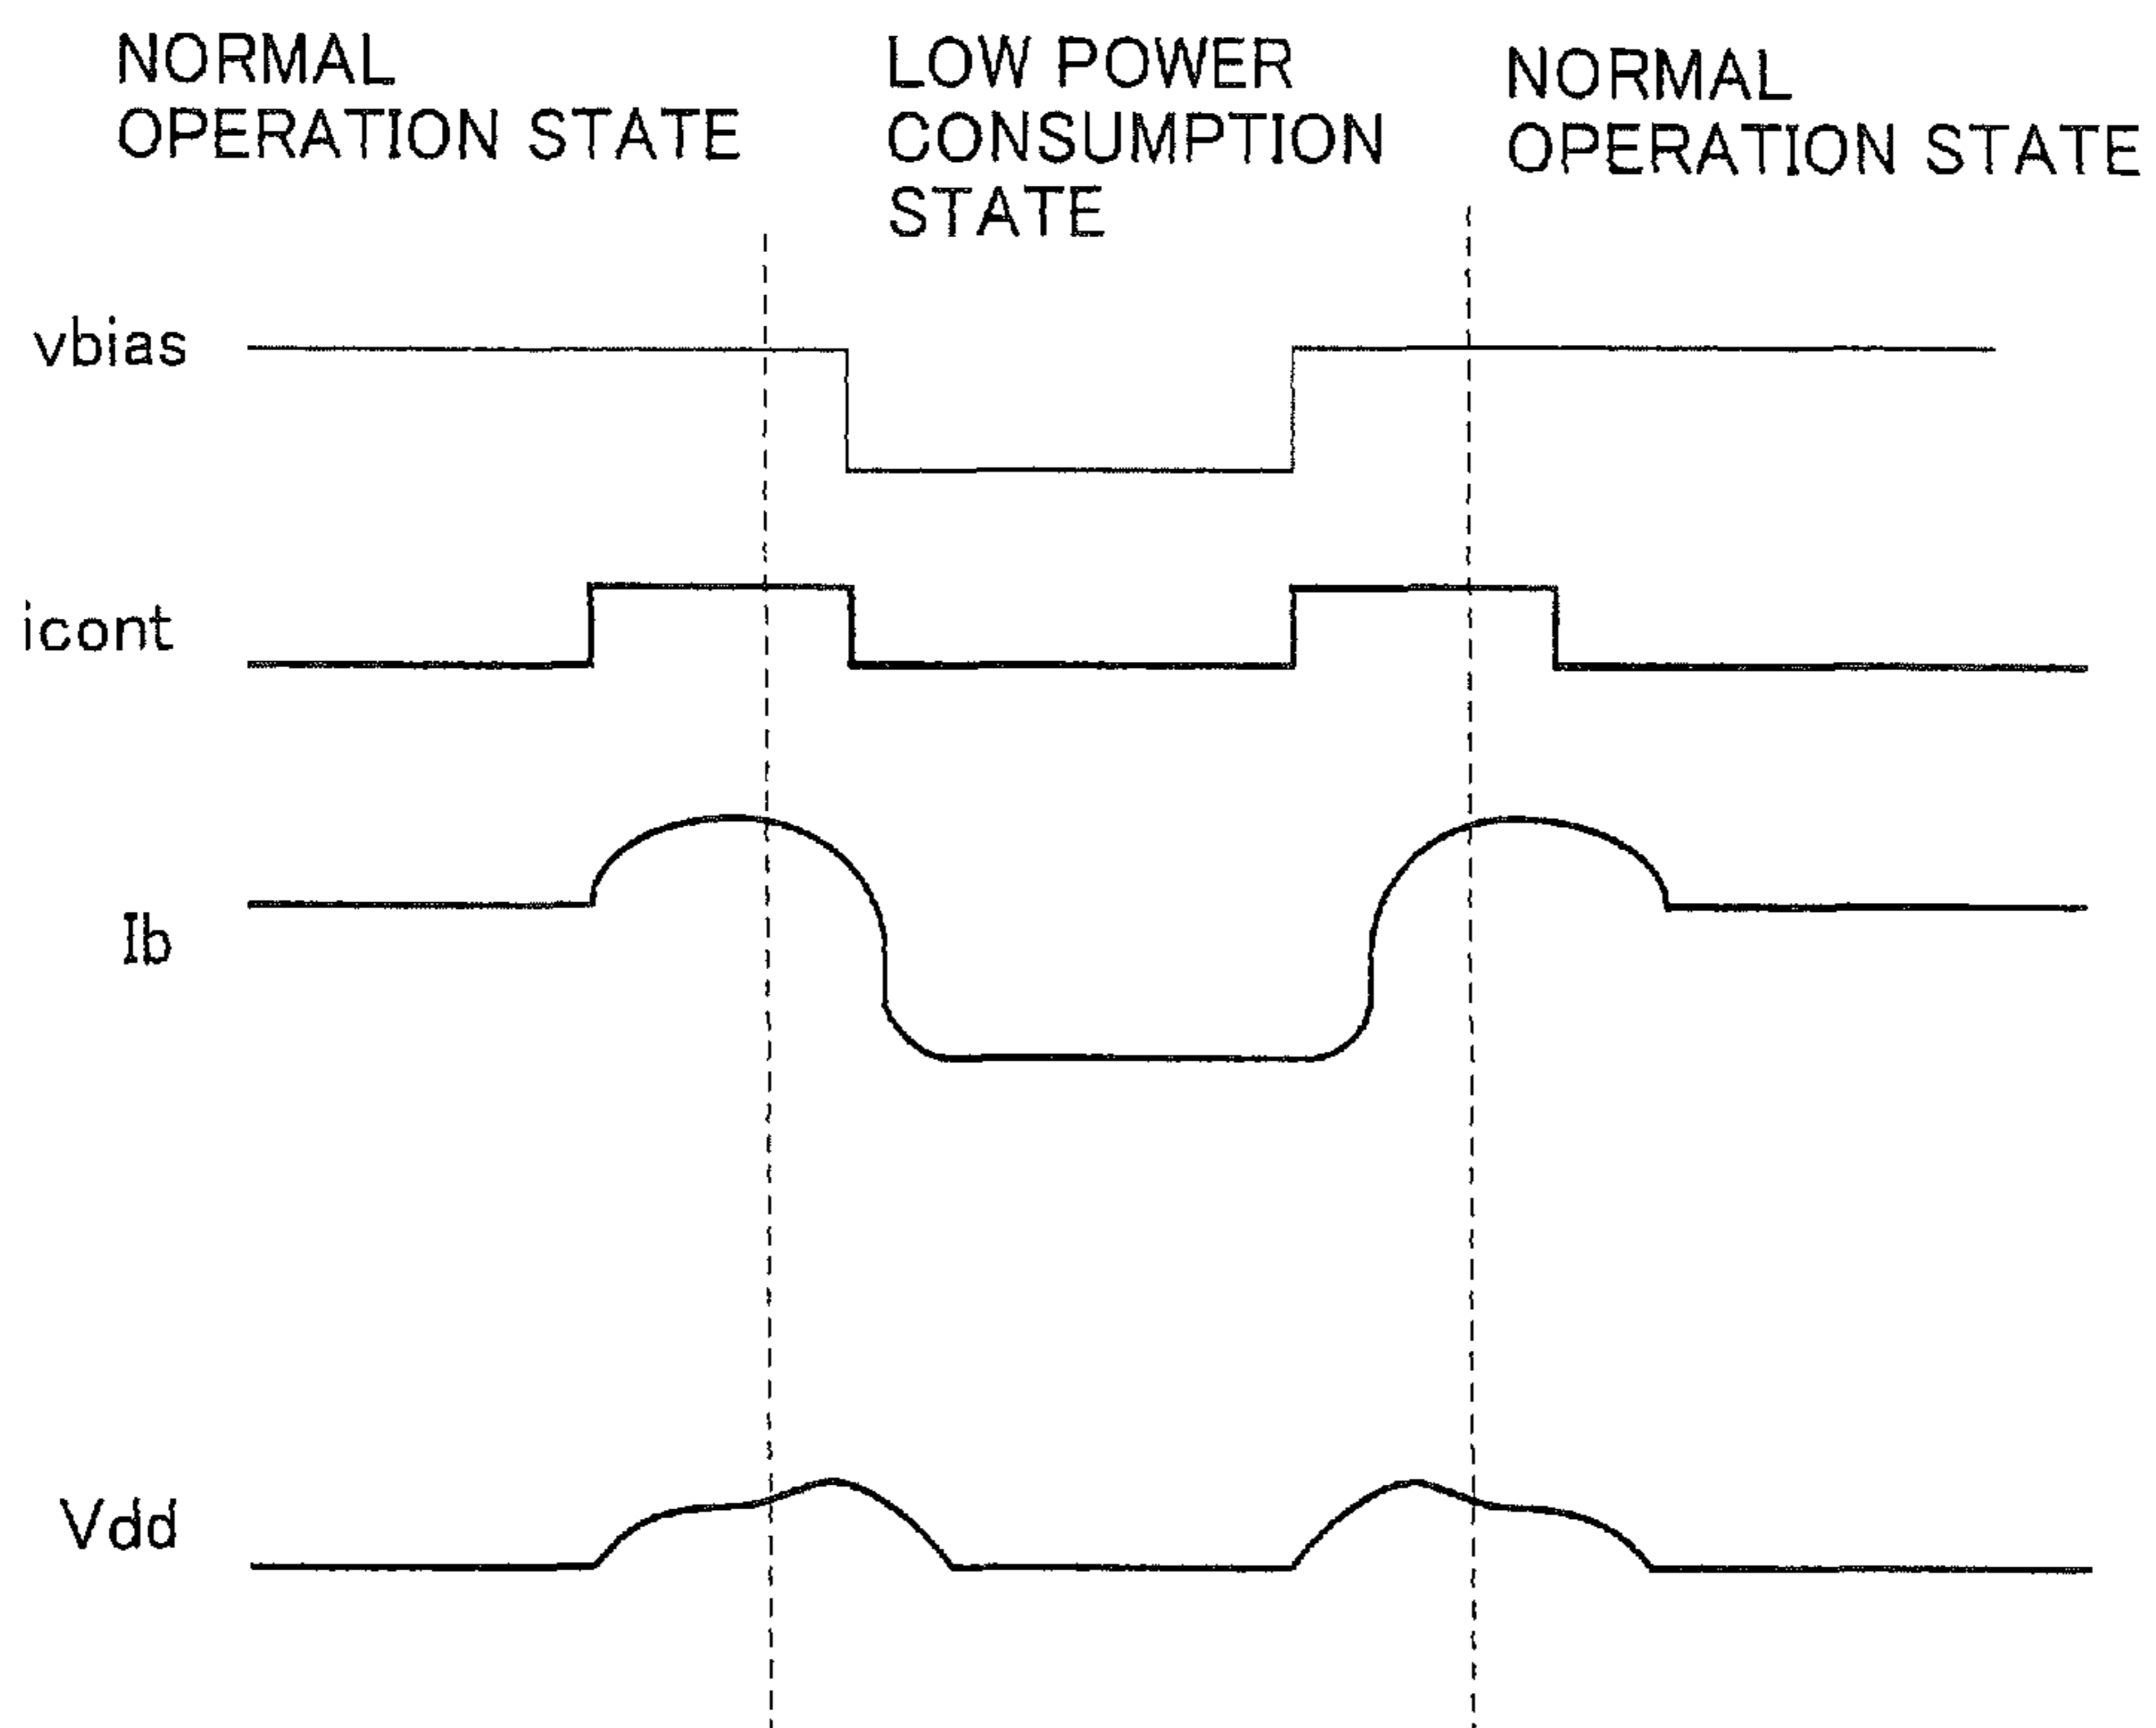 NORMAL
OPERATION STATE
LOW POWER
CONSUMPTION
STATE
NORMAL
OPERATION STATE
vbias
icont
Ib
Vdd